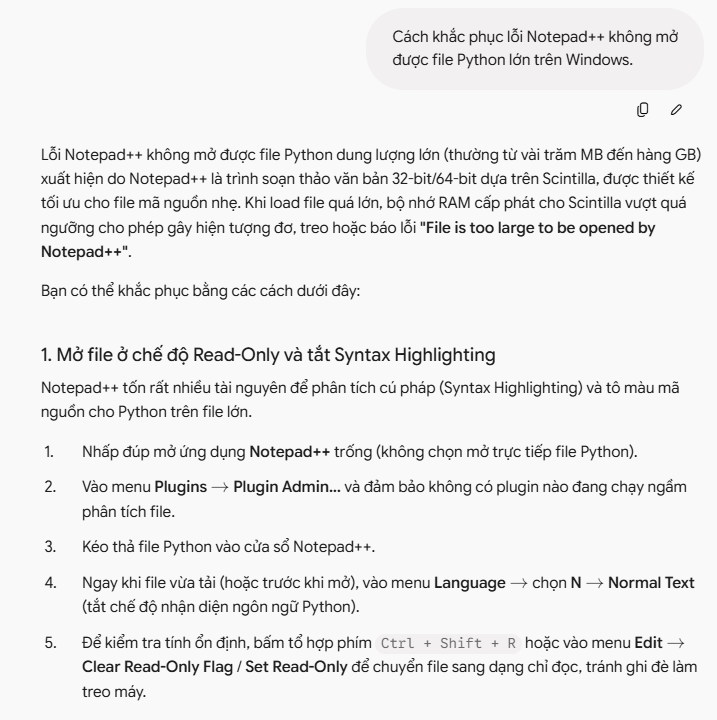 Cách khắc phục lỗi Notepad++ không mở
được file Python lớn trên Windows.
Lỗi Notepad++ không mở được file Python dung lượng lớn (thường từ vài trăm MB đến hàng GB)
xuất hiện do Notepad++ là trình soạn thảo văn bản 32-bit/64-bit dựa trên Scintilla, được thiết kế
tối ưu cho file mã nguồn nhẹ. Khi load file quá lớn, bộ nhớ RAM cấp phát cho Scintilla vượt quá
ngưỡng cho phép gây hiện tượng đơ, treo hoặc báo lỗi "File is too large to be opened by
Notepad++".
Bạn có thể khắc phục bằng các cách dưới đây:
1. Mở file ở chế độ Read-Only và tắt Syntax Highlighting
Notepad++ tốn rất nhiều tài nguyên để phân tích cú pháp (Syntax Highlighting) và tô màu mã
nguồn cho Python trên file lớn.
1. Nhấp đúp mở ứng dụng Notepad++ trống (không chọn mở trực tiếp file Python).
2. Vào menu Plugins → Plugin Admin... và đảm bảo không có plugin nào đang chạy ngầm
phân tích file.
3. Kéo thả file Python vào cửa sổ Notepad++.
4. Ngay khi file vừa tải (hoặc trước khi mở), vào menu Language → chọn N → Normal Text
(tắt chế độ nhận diện ngôn ngữ Python).
5. Để kiểm tra tính ổn định, bấm tổ hợp phím Ctrl + Shift + R hoặc vào menu Edit →
Clear Read-Only Flag / Set Read-Only để chuyển file sang dạng chỉ đọc, tránh ghi đè làm
treo máy.